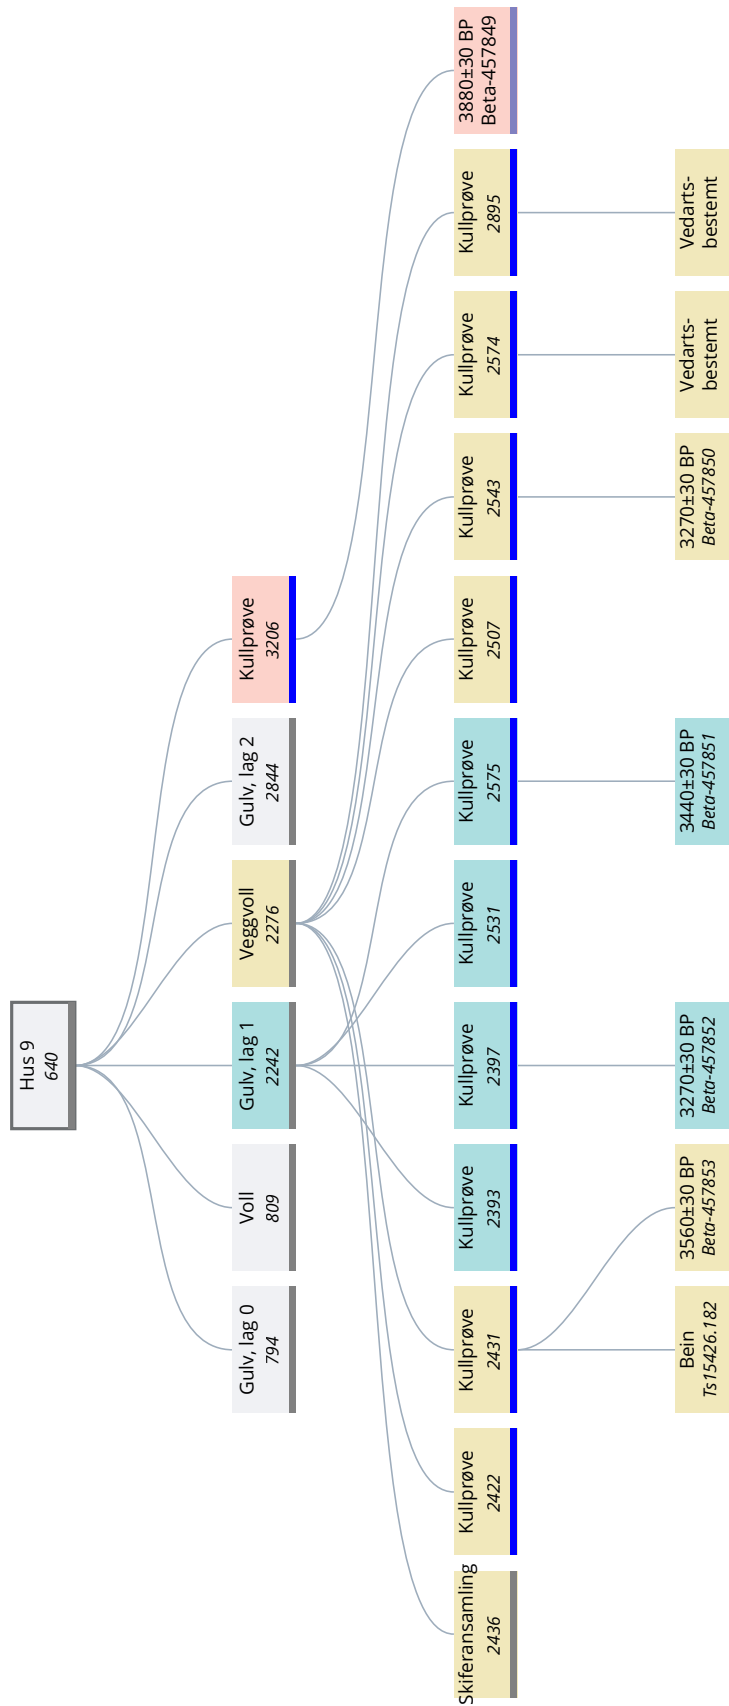 Hus 9
640
Gulv, lag 0
794
Voll
809
Gulv, lag 1
2242
Veggvoll
2276
Gulv, lag 2
2844
Kullprøve
3206
Skiferansamling
2436
Kullprøve
2422
Kullprøve
2431
Kullprøve
2393
Kullprøve
2397
Kullprøve
2531
Kullprøve
2575
Kullprøve
2507
Kullprøve
2543
Kullprøve
2574
Kullprøve
2895
3880±30 BP
Beta-457849
Bein
Ts15426.182
3560±30 BP
Beta-457853
3270±30 BP
Beta-457852
3440±30 BP
Beta-457851
3270±30 BP
Beta-457850
Vedarts-
bestemt
Vedarts-
bestemt